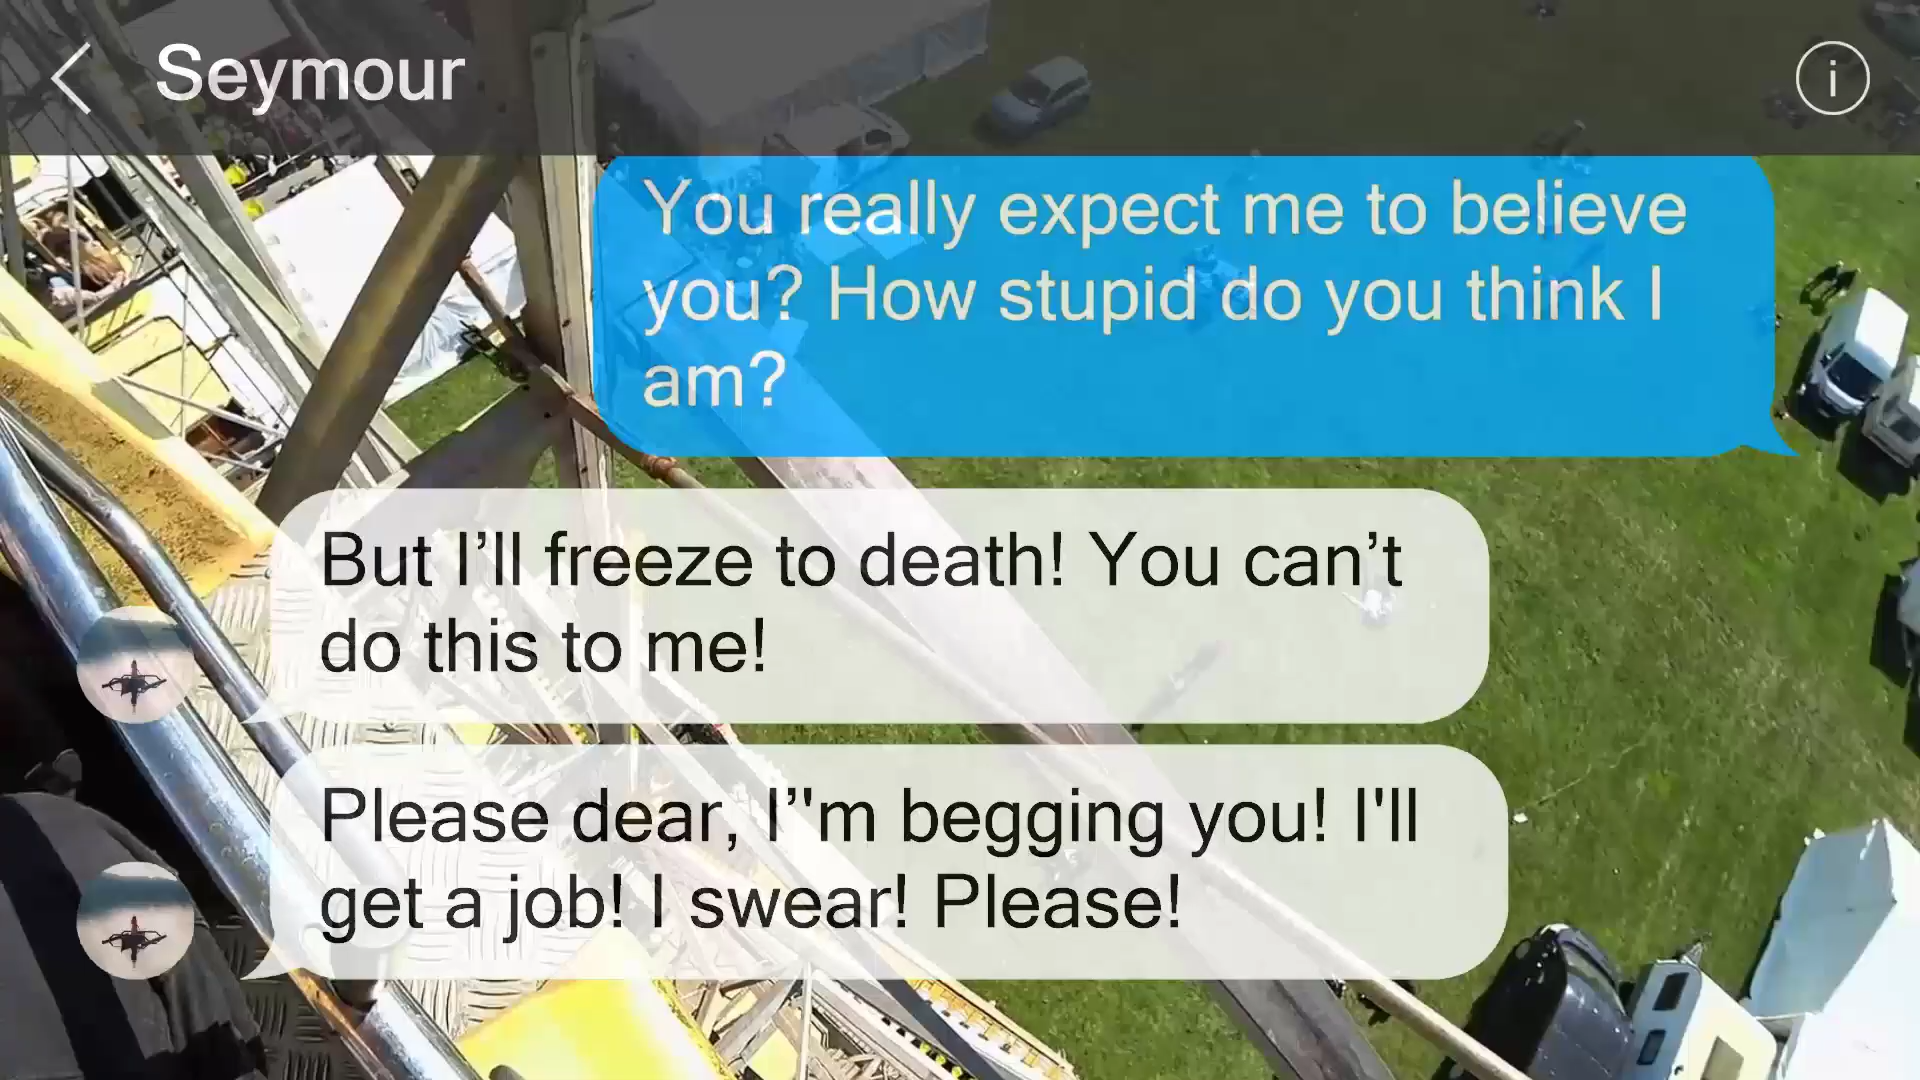 Seymour
i
You really expect me to believe
you? How stupid do you think I
am?
But I’ll freeze to death! You can’t
do this to me!
Please dear, I’'m begging you! I'll
get a job! I swear! Please!